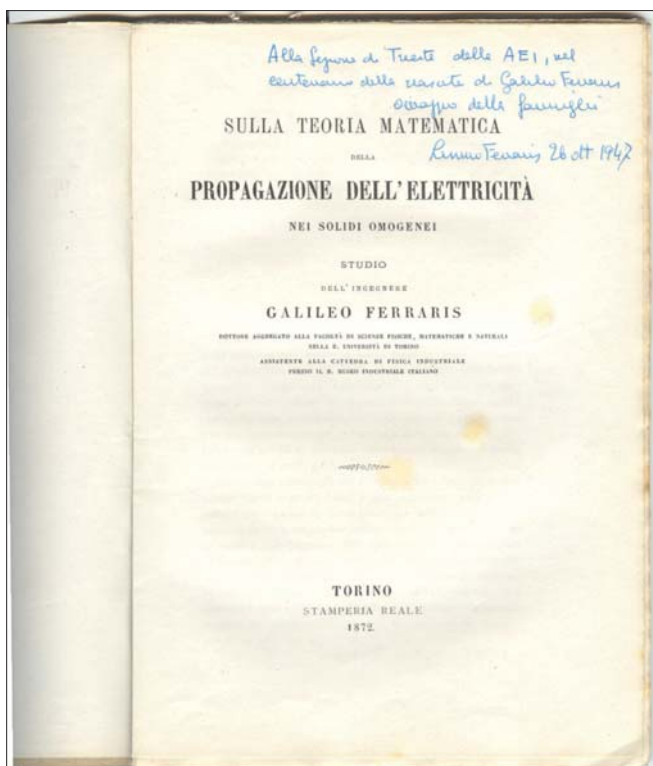 Alla Sezione di Trieste della AEI, nel
centenario della nascita di Galileo Ferraris
omaggio della famiglia
Ferraris 26 ott 1947
SULLA TEORIA MATEMATICA
DELLA
PROPAGAZIONE DELL'ELETTRICITÀ
NEI SOLIDI OMOGENEI
STUDIO
DELL'INGEGNERE
GALILEO FERRARIS
DOTTORE AGGREGATO ALLA FACOLTÀ DI SCIENZE FISICHE, MATEMATICHE E NATURALI
DELLA R. UNIVERSITÀ DI TORINO
ASSISTENTE ALLA CATTEDRA DI FISICA INDUSTRIALE
PRESSO IL R. MUSEO INDUSTRIALE ITALIANO
TORINO
STAMPERIA REALE
1872.